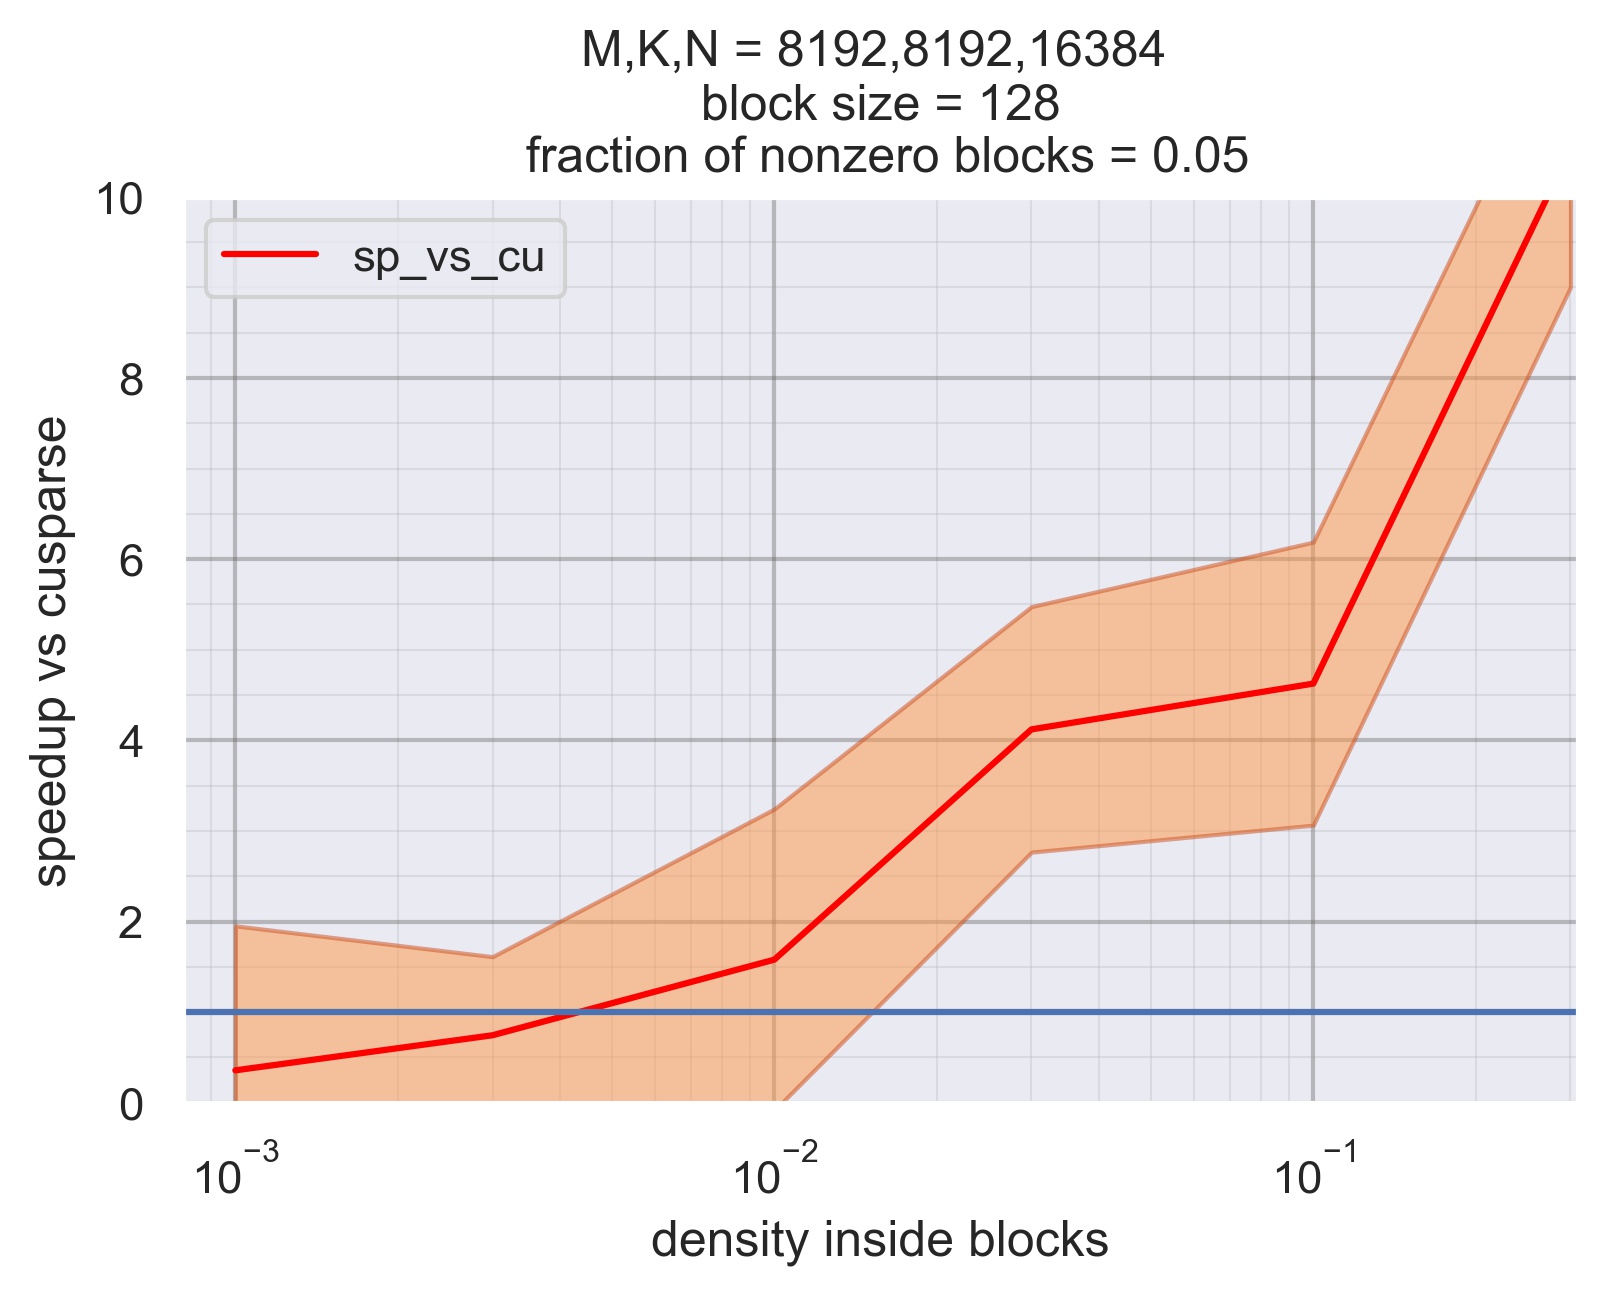 M,K,N = 8192,8192,16384
block size = 128
fraction of nonzero blocks = 0.05
sp_vs_cu
speedup vs cusparse
10
8
6
4
2
0
10⁻³ 10⁻² 10⁻¹
density inside blocks